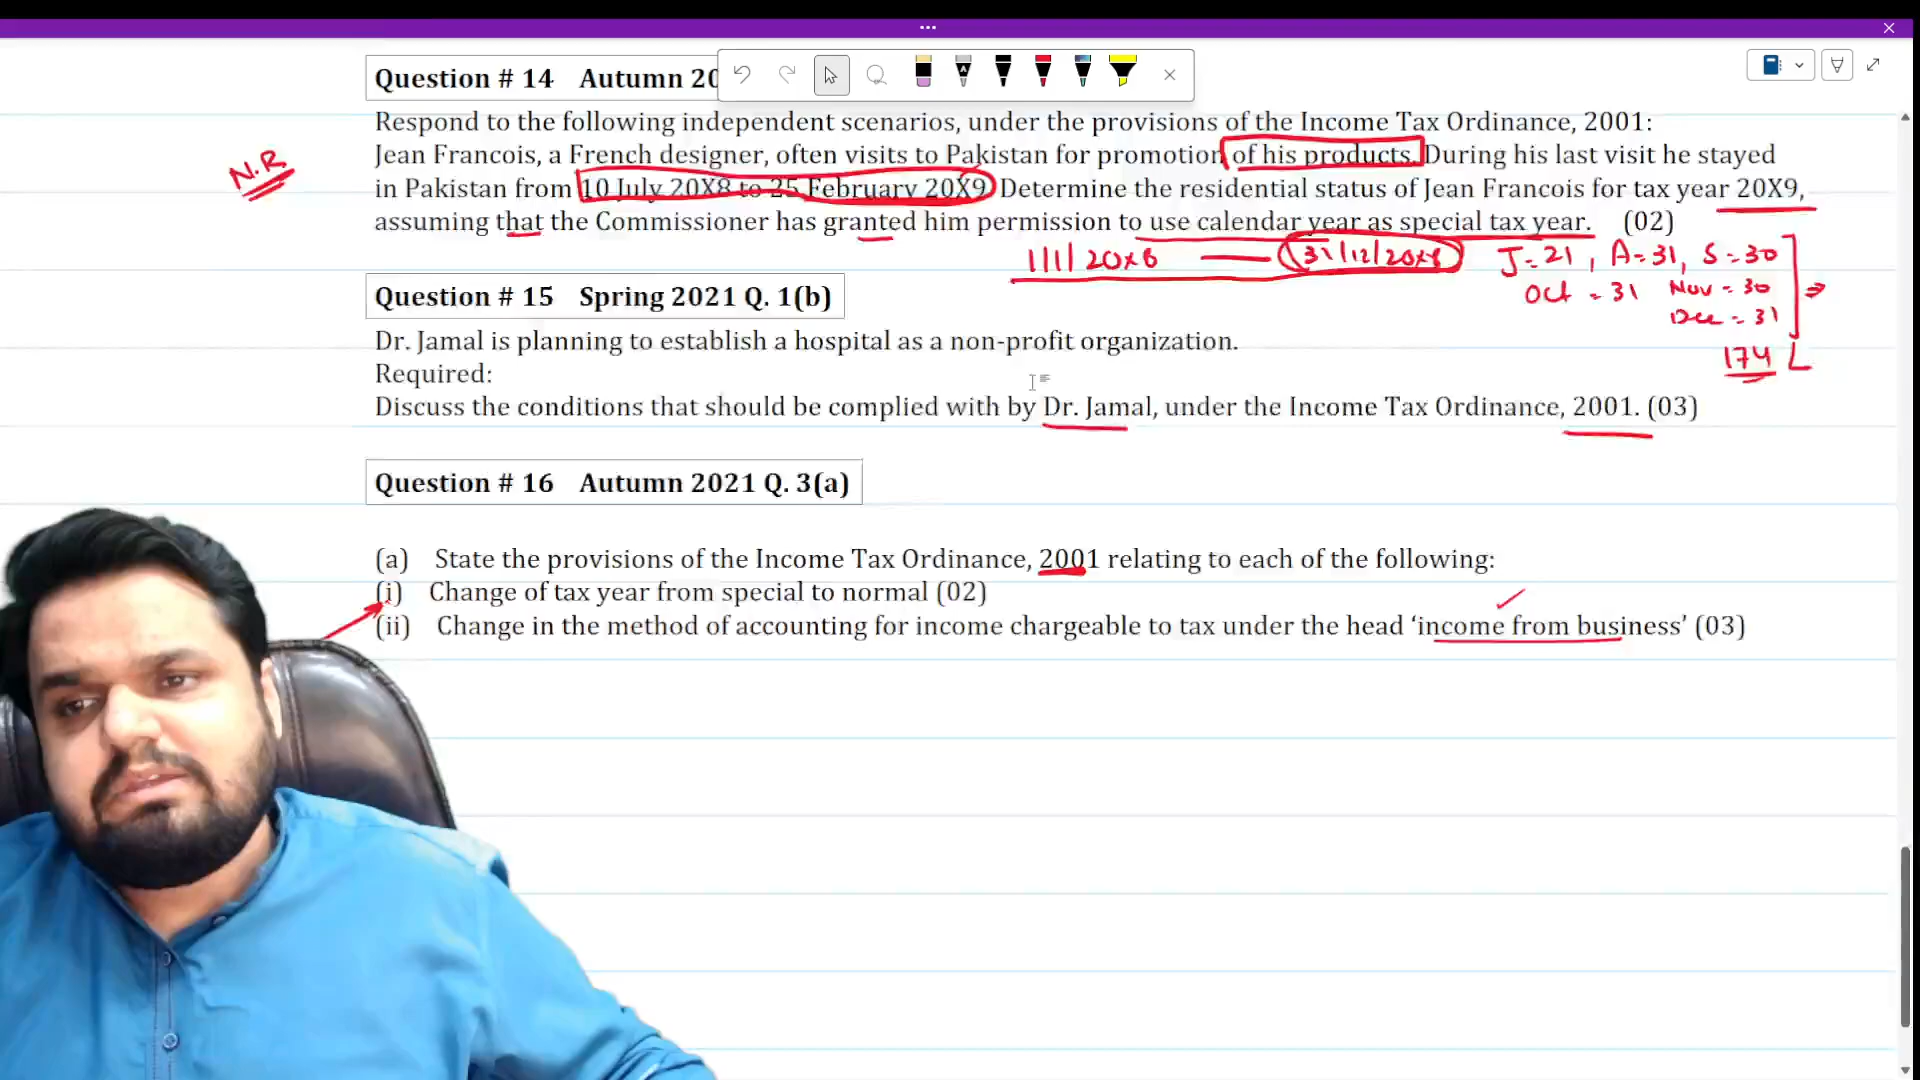 Question # 14 Autumn 20
Respond to the following independent scenarios, under the provisions of the Income Tax Ordinance, 2001:
Jean Francois, a French designer, often visits to Pakistan for promotion of his products. During his last visit he stayed
in Pakistan from 10 July 20X8 to 25 February 20X9 Determine the residential status of Jean Francois for tax year 20X9,
assuming that the Commissioner has granted him permission to use calendar year as special tax year. (02)
N.R
1/1/20X8 — 31/12/20X8
J = 21, A = 31, S = 30
Oct = 31 Nov = 30
Dec = 31
174
Question # 15 Spring 2021 Q. 1(b)
Dr. Jamal is planning to establish a hospital as a non-profit organization.
Required:
Discuss the conditions that should be complied with by Dr. Jamal, under the Income Tax Ordinance, 2001. (03)
Question # 16 Autumn 2021 Q. 3(a)
(a) State the provisions of the Income Tax Ordinance, 2001 relating to each of the following:
(i) Change of tax year from special to normal (02)
(ii) Change in the method of accounting for income chargeable to tax under the head ‘income from business’ (03)